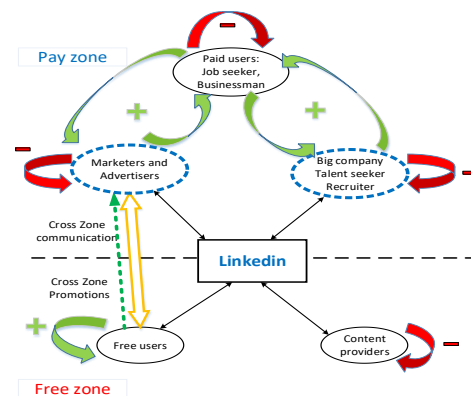 Pay zone
Paid users:
Job seeker,
Businessman
+
+
Marketers and
Advertisers
Big company
Talent seeker
Recruiter
Cross Zone
communication
Linkedin
Cross Zone
Promotions
+
Free users
Content
providers
Free zone